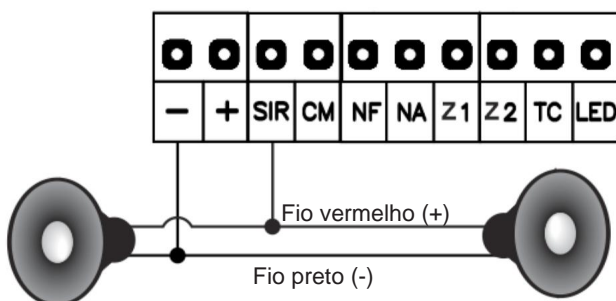 − + SIR CM NF NA Z1 Z2 TC LED
Fio vermelho (+)
Fio preto (-)